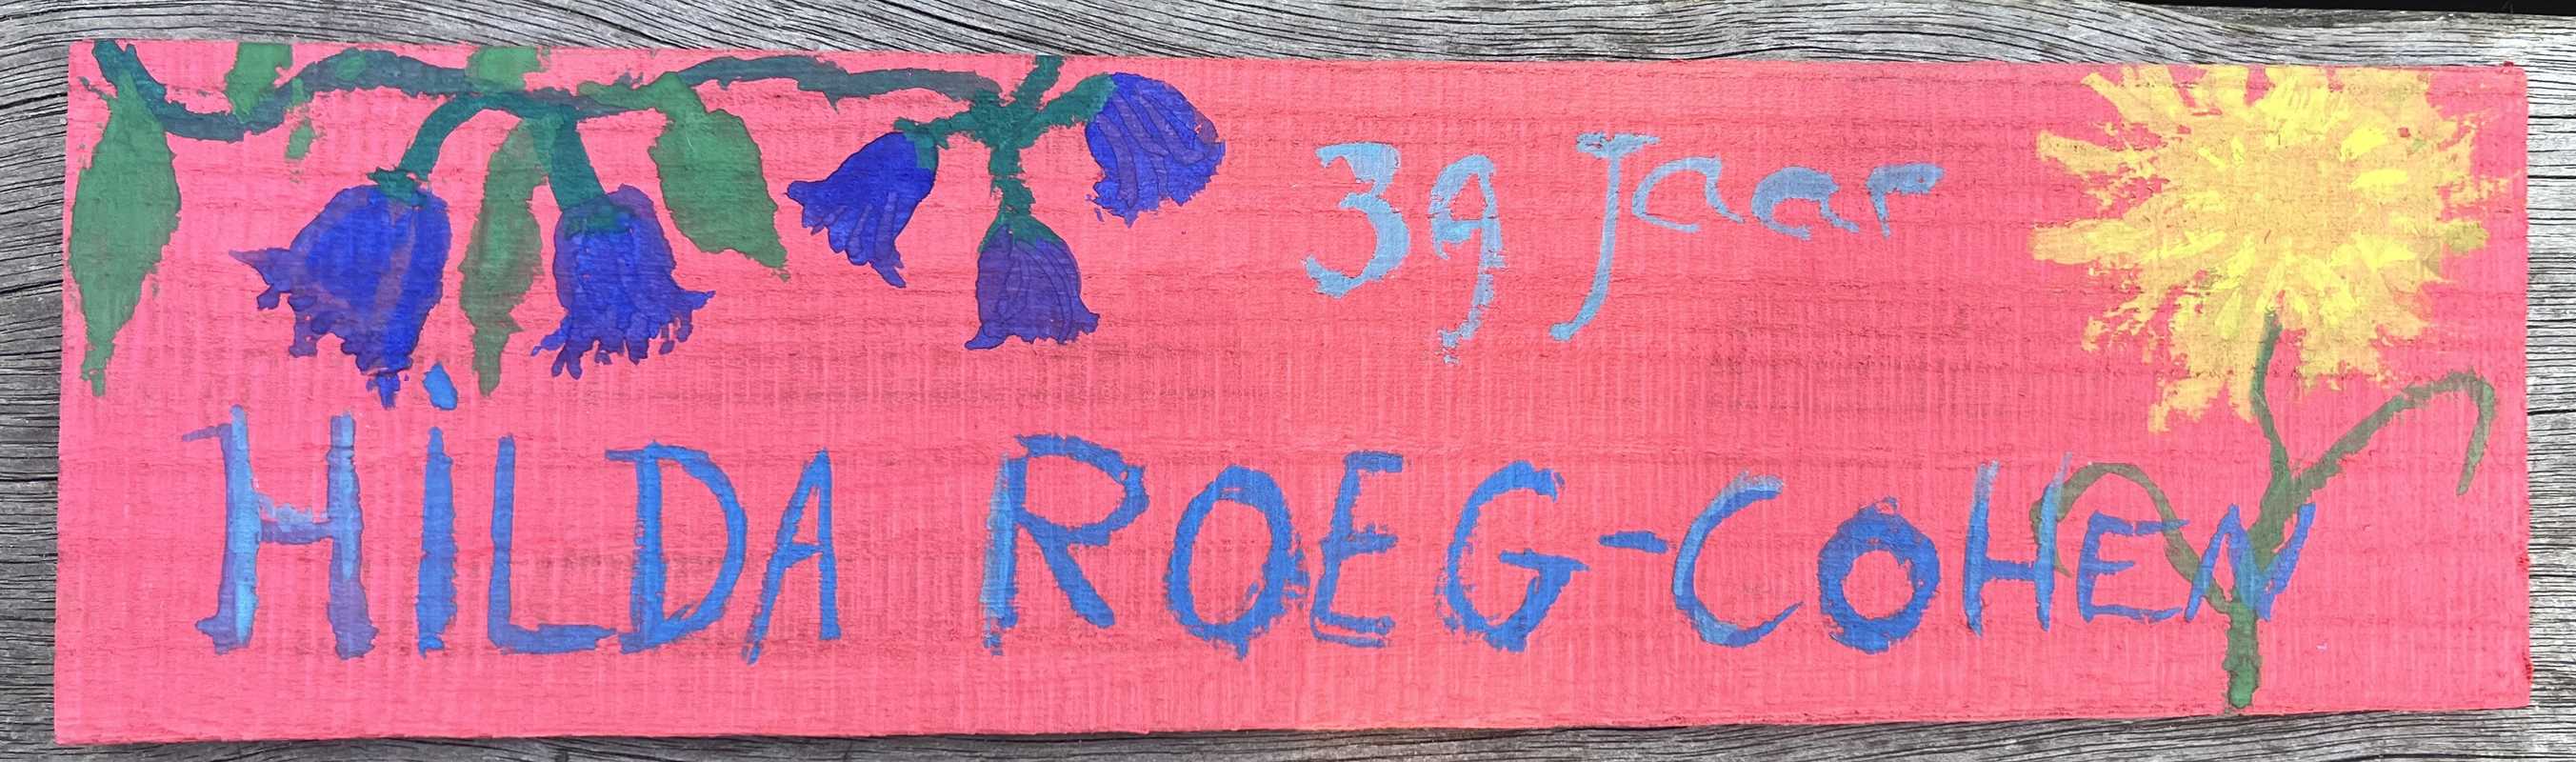 39 Jaar
HiLDA ROEG-COHEN